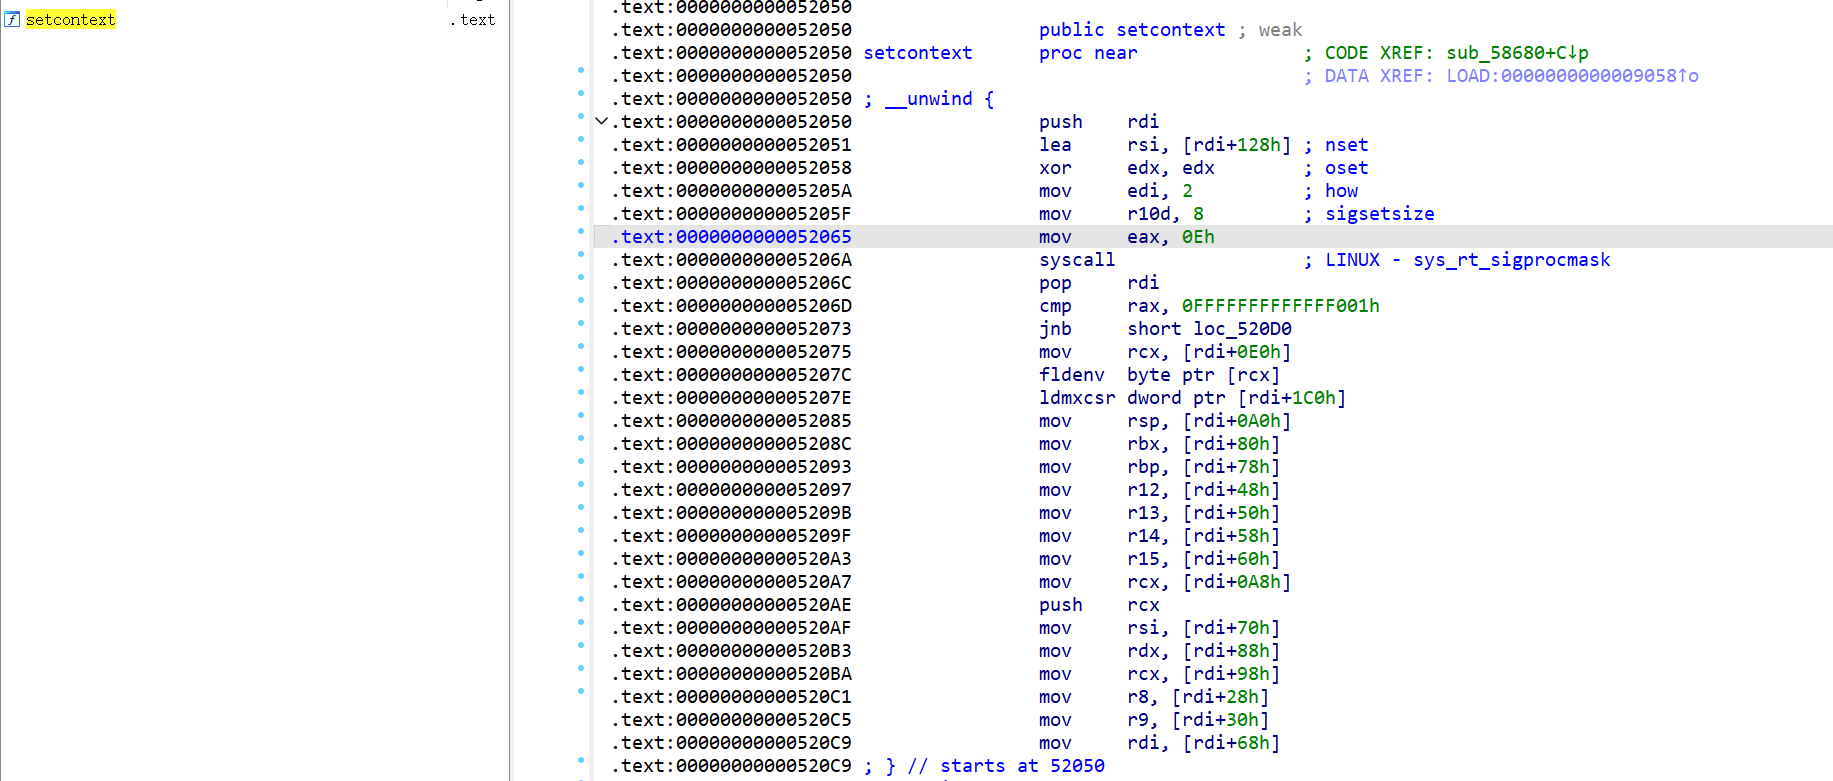 setcontext .text
.text:0000000000052050
.text:0000000000052050 public setcontext ; weak
.text:0000000000052050 setcontext proc near ; CODE XREF: sub_58680+C↓p
.text:0000000000052050 ; DATA XREF: LOAD:0000000000009058↑o
.text:0000000000052050 ; __unwind {
.text:0000000000052050 push rdi
.text:0000000000052051 lea rsi, [rdi+128h] ; nset
.text:0000000000052058 xor edx, edx ; oset
.text:000000000005205A mov edi, 2 ; how
.text:000000000005205F mov r10d, 8 ; sigsetsize
.text:0000000000052065 mov eax, 0Eh
.text:000000000005206A syscall ; LINUX - sys_rt_sigprocmask
.text:000000000005206C pop rdi
.text:000000000005206D cmp rax, 0FFFFFFFFFFFFF001h
.text:0000000000052073 jnb short loc_520D0
.text:0000000000052075 mov rcx, [rdi+0E0h]
.text:000000000005207C fldenv byte ptr [rcx]
.text:000000000005207E ldmxcsr dword ptr [rdi+1C0h]
.text:0000000000052085 mov rsp, [rdi+0A0h]
.text:000000000005208C mov rbx, [rdi+80h]
.text:0000000000052093 mov rbp, [rdi+78h]
.text:0000000000052097 mov r12, [rdi+48h]
.text:000000000005209B mov r13, [rdi+50h]
.text:000000000005209F mov r14, [rdi+58h]
.text:00000000000520A3 mov r15, [rdi+60h]
.text:00000000000520A7 mov rcx, [rdi+0A8h]
.text:00000000000520AE push rcx
.text:00000000000520AF mov rsi, [rdi+70h]
.text:00000000000520B3 mov rdx, [rdi+88h]
.text:00000000000520BA mov rcx, [rdi+98h]
.text:00000000000520C1 mov r8, [rdi+28h]
.text:00000000000520C5 mov r9, [rdi+30h]
.text:00000000000520C9 mov rdi, [rdi+68h]
.text:00000000000520C9 ; } // starts at 52050